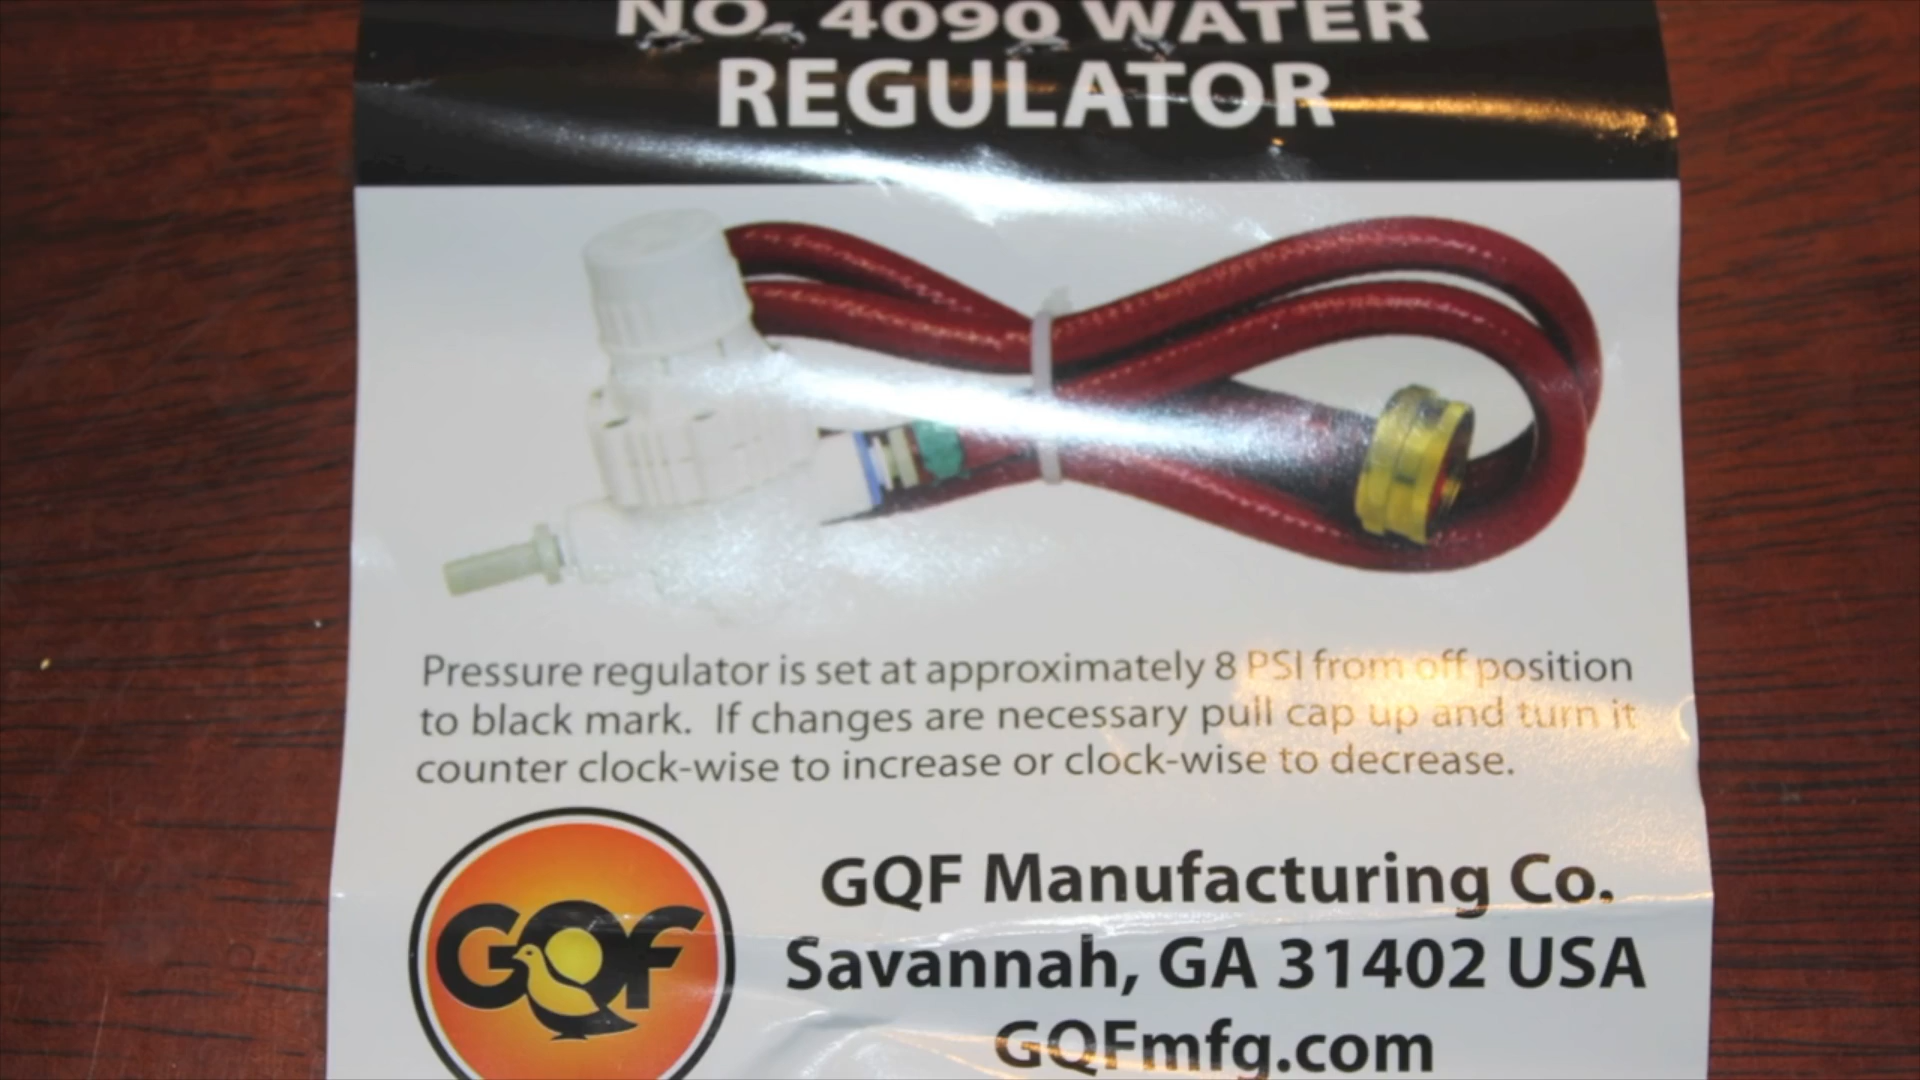 NO. 4090 WATER
REGULATOR
Pressure regulator is set at approximately 8 PSI from off position
to black mark. If changes are necessary pull cap up and turn it
counter clock-wise to increase or clock-wise to decrease.
GQF
GQF Manufacturing Co.
Savannah, GA 31402 USA
GQFmfg.com